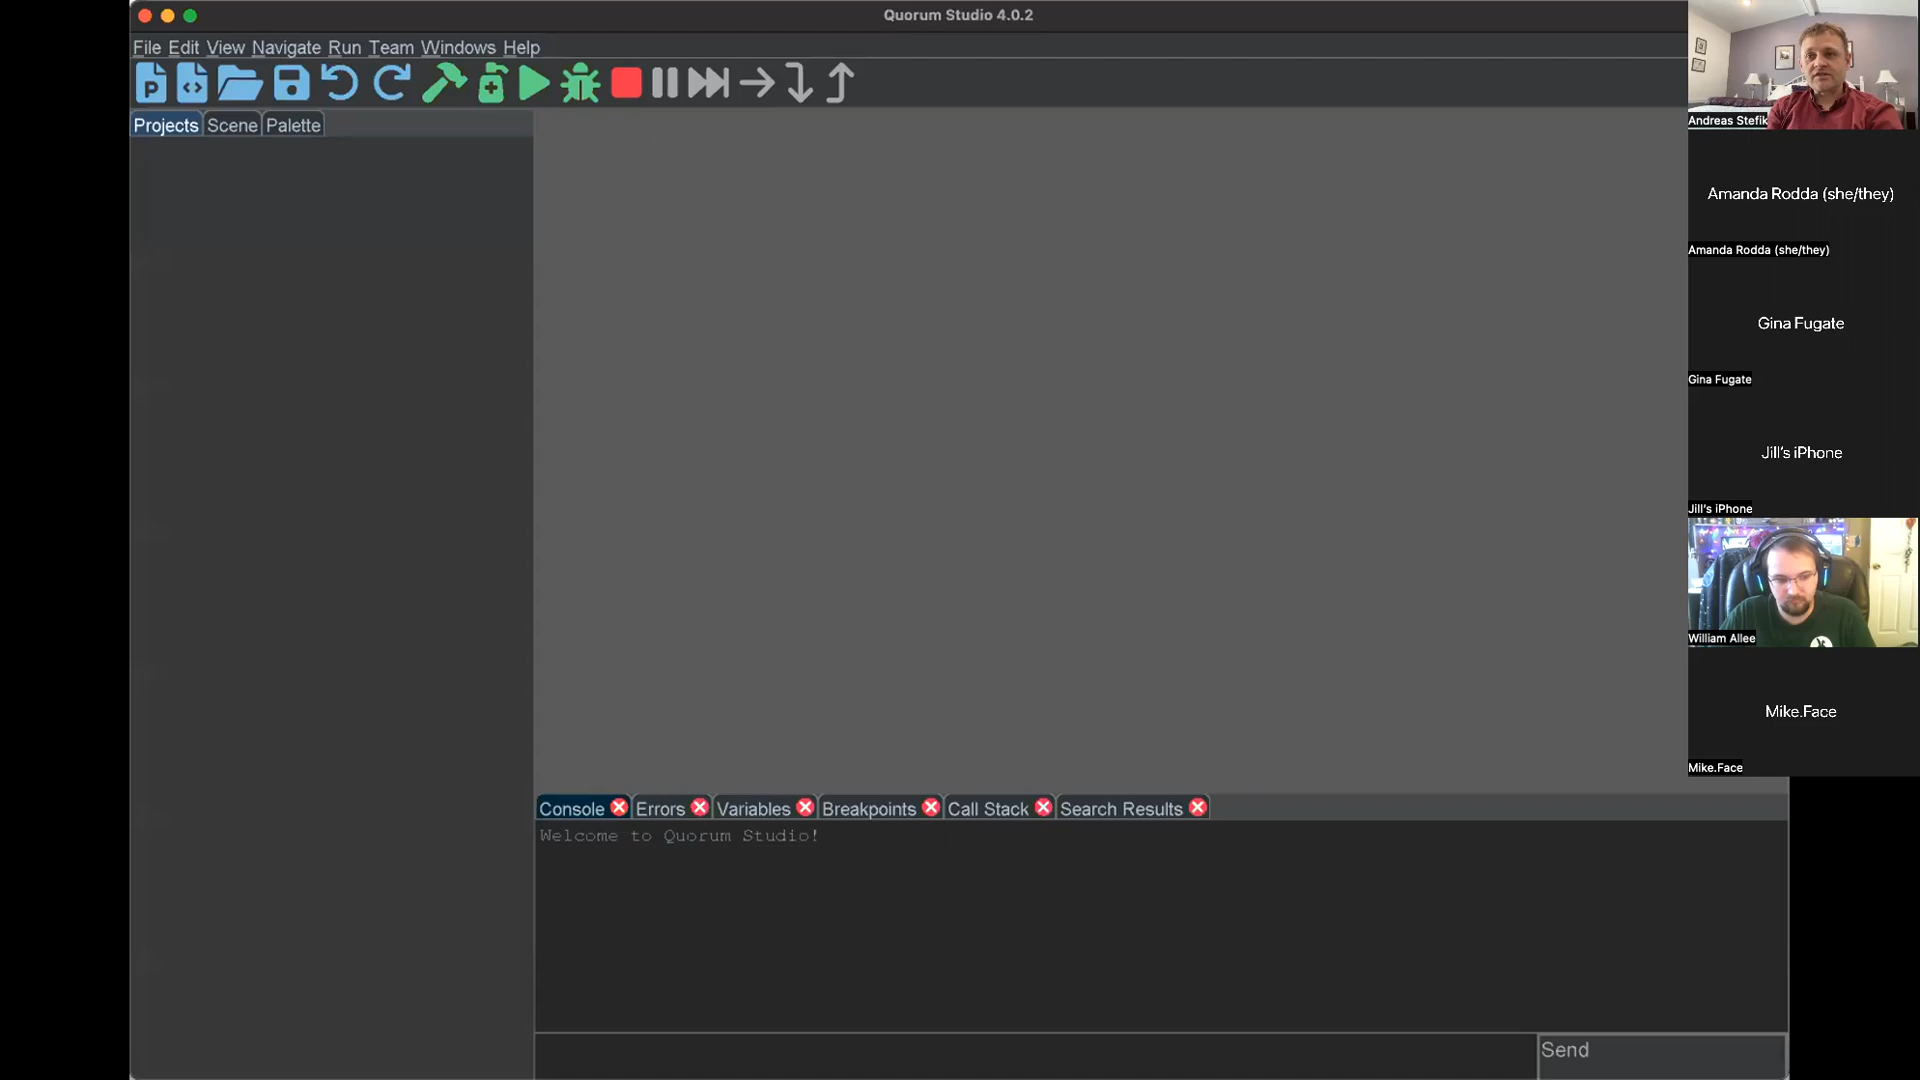 Quorum Studio 4.0.2
File Edit View Navigate Run Team Windows Help
P
Projects Scene Palette
Console Errors Variables Breakpoints Call Stack Search Results
Welcome to Quorum Studio!
Send
Andreas Stefik
Amanda Rodda (she/they)
Amanda Rodda (she/they)
Gina Fugate
Gina Fugate
Jill's iPhone
Jill's iPhone
William Allee
Mike.Face
Mike.Face